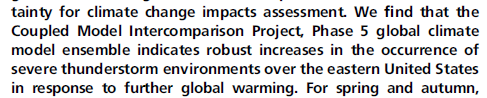 tainty for climate change impacts assessment. We find that the
Coupled Model Intercomparison Project, Phase 5 global climate
model ensemble indicates robust increases in the occurrence of
severe thunderstorm environments over the eastern United States
in response to further global warming. For spring and autumn,